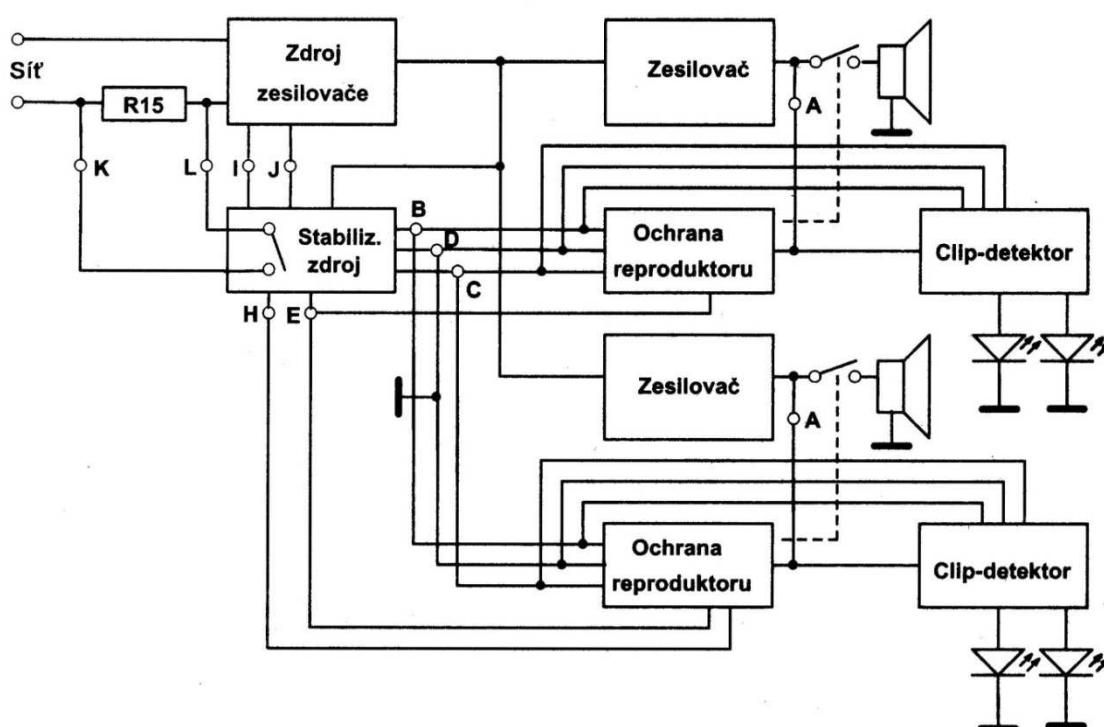 Síť
Zdroj
zesilovače
R15
Zesilovač
A
K
L
I
J
B
D
C
Stabiliz.
zdroj
Ochrana
reproduktoru
Clip-detektor
H
E
Zesilovač
A
Ochrana
reproduktoru
Clip-detektor